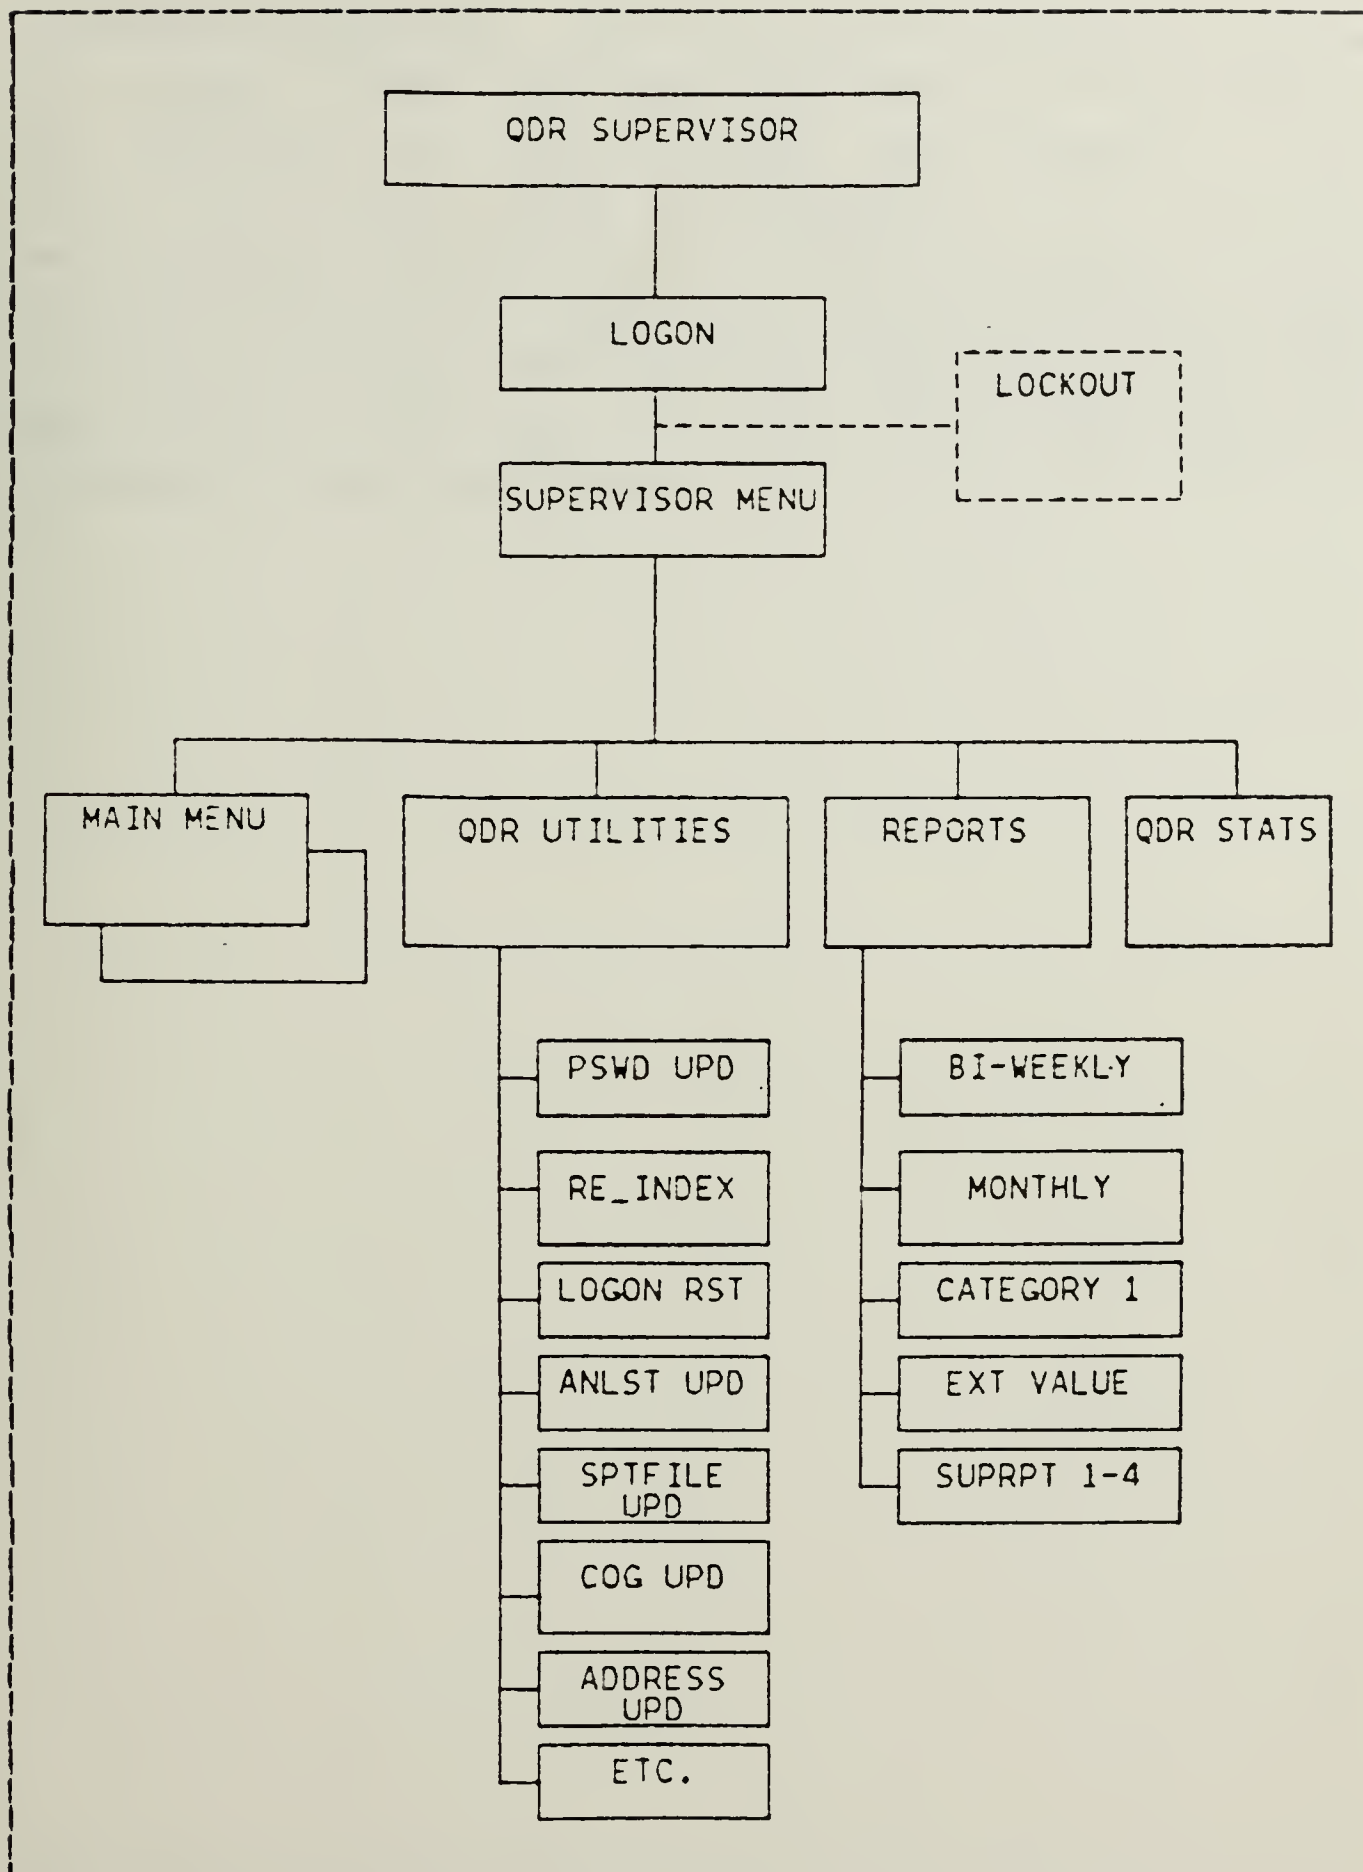 QDR SUPERVISOR
LOGON
LOCKOUT
SUPERVISOR MENU
MAIN MENU
QDR UTILITIES
REPORTS
QDR STATS
PSWD UPD
RE_INDEX
LOGON RST
ANLST UPD
SPTFILE
UPD
COG UPD
ADDRESS
UPD
ETC.
BI-WEEKLY
MONTHLY
CATEGORY 1
EXT VALUE
SUPRPT 1-4